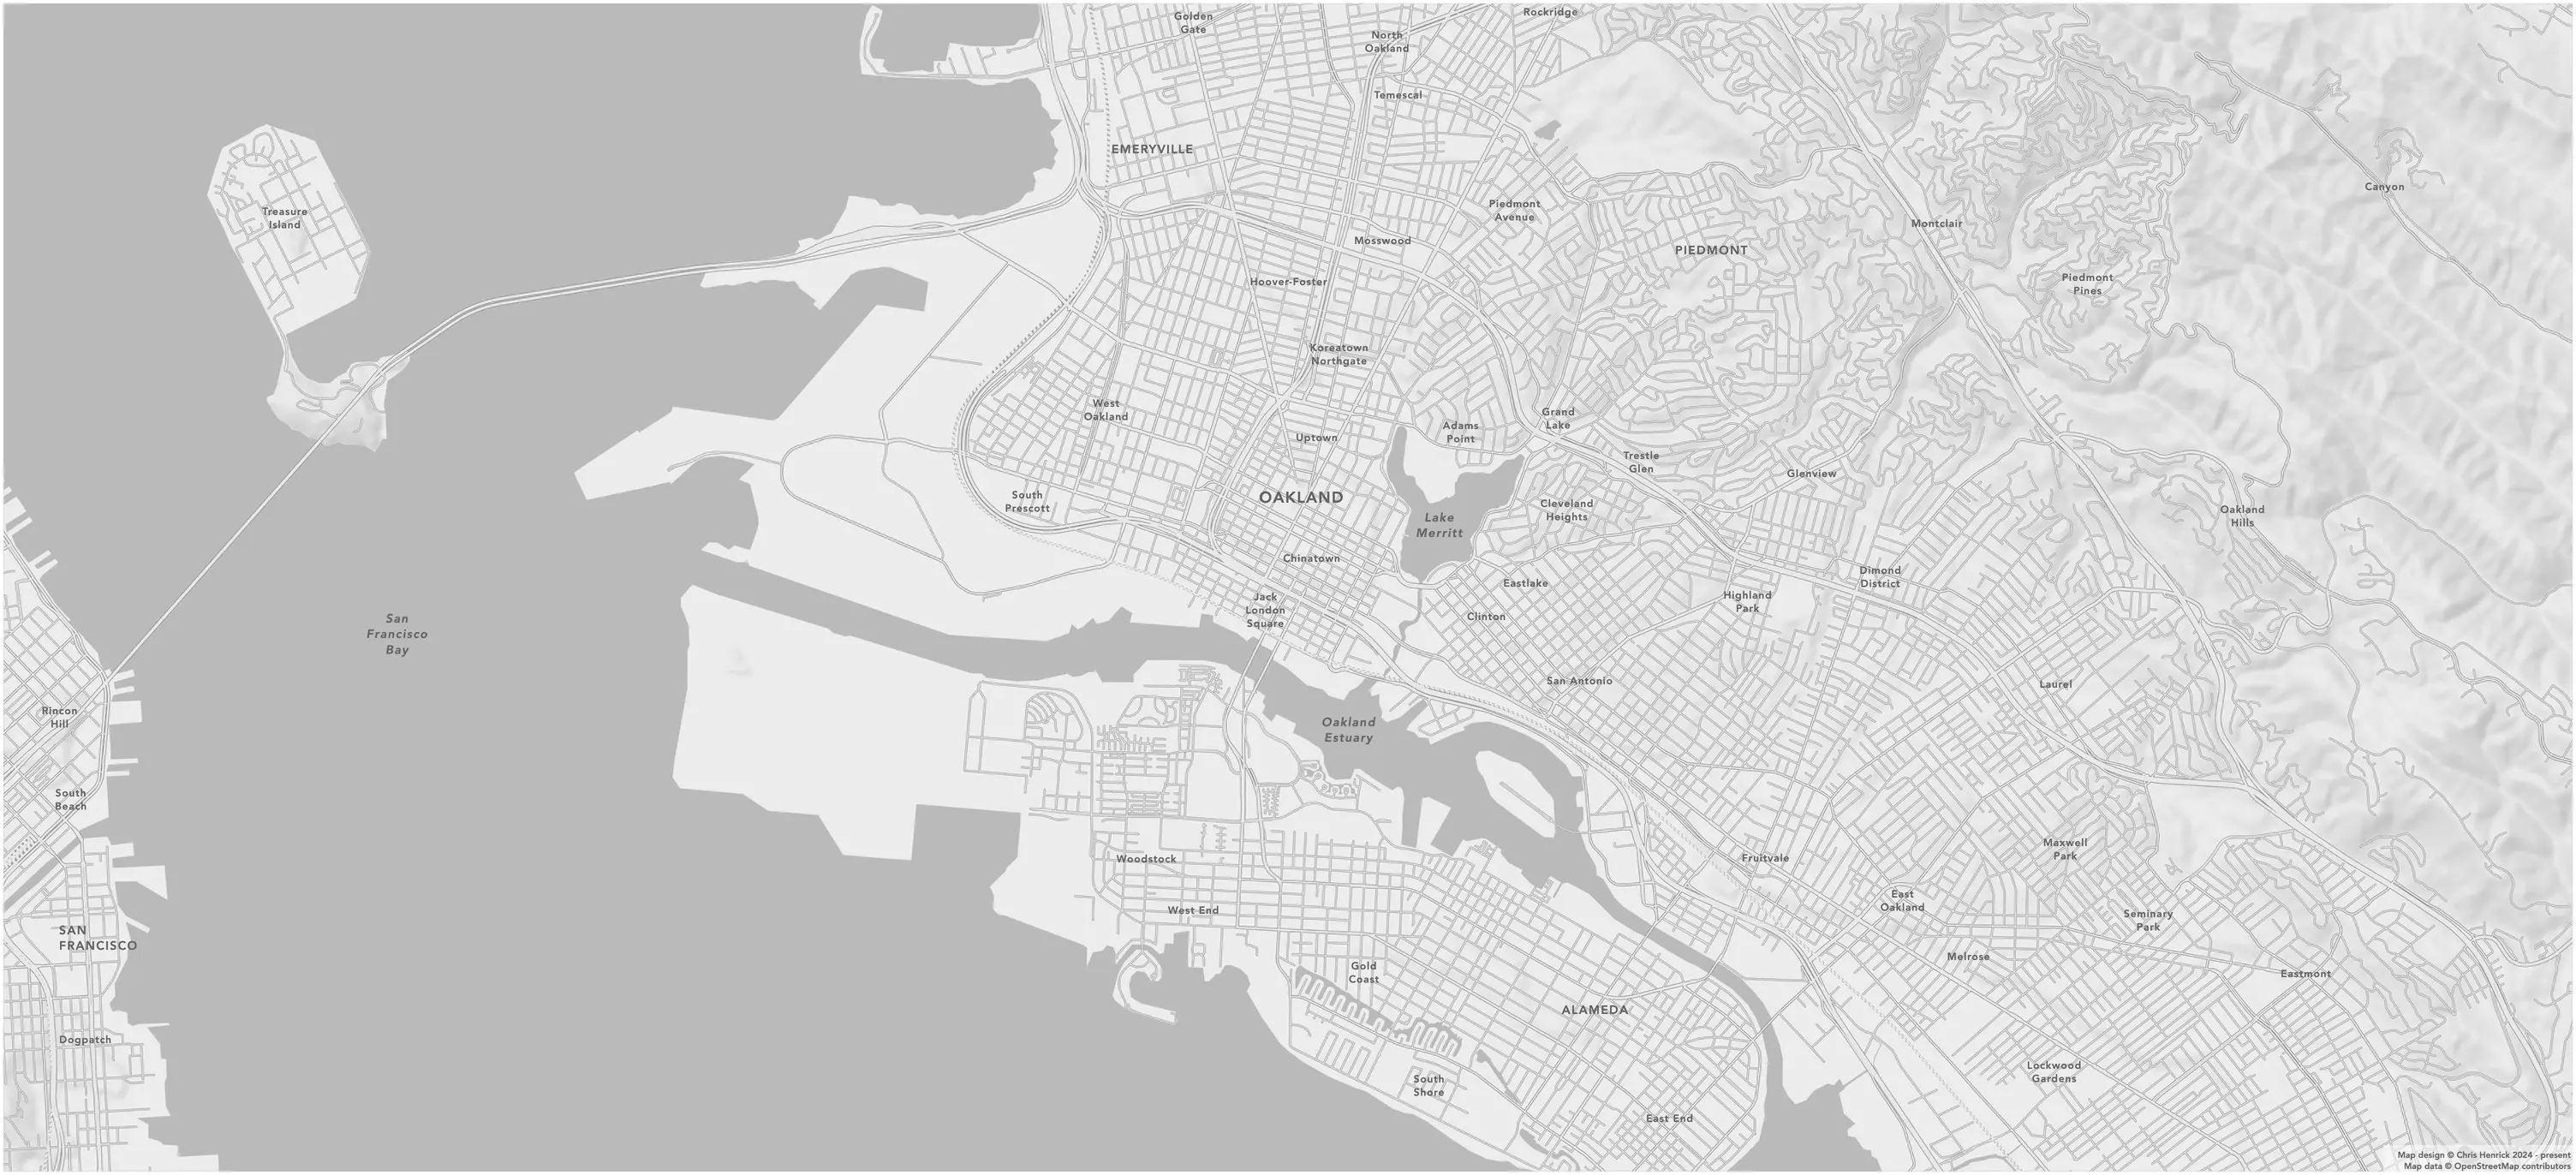 Golden
Gate
Rockridge
North
Oakland
Temescal
EMERYVILLE
Canyon
Treasure
Island
Piedmont
Avenue
Montclair
Mosswood
PIEDMONT
Hoover-Foster
Piedmont
Pines
Koreatown
Northgate
West
Oakland
Grand
Lake
Adams
Point
Uptown
Trestle
Glen
Glenview
South
Prescott
OAKLAND
Cleveland
Heights
Lake
Merritt
Oakland
Hills
Chinatown
Eastlake
Dimond
District
Jack
London
Square
Highland
Park
Clinton
San
Francisco
Bay
San Antonio
Laurel
Rincon
Hill
Oakland
Estuary
South
Beach
Woodstock
Fruitvale
Maxwell
Park
East
Oakland
West End
Seminary
Park
SAN
FRANCISCO
Melrose
Gold
Coast
Eastmont
ALAMEDA
Dogpatch
Lockwood
Gardens
South
Shore
East End
Map design © Chris Henrick 2024 - present
Map data © OpenStreetMap contributors